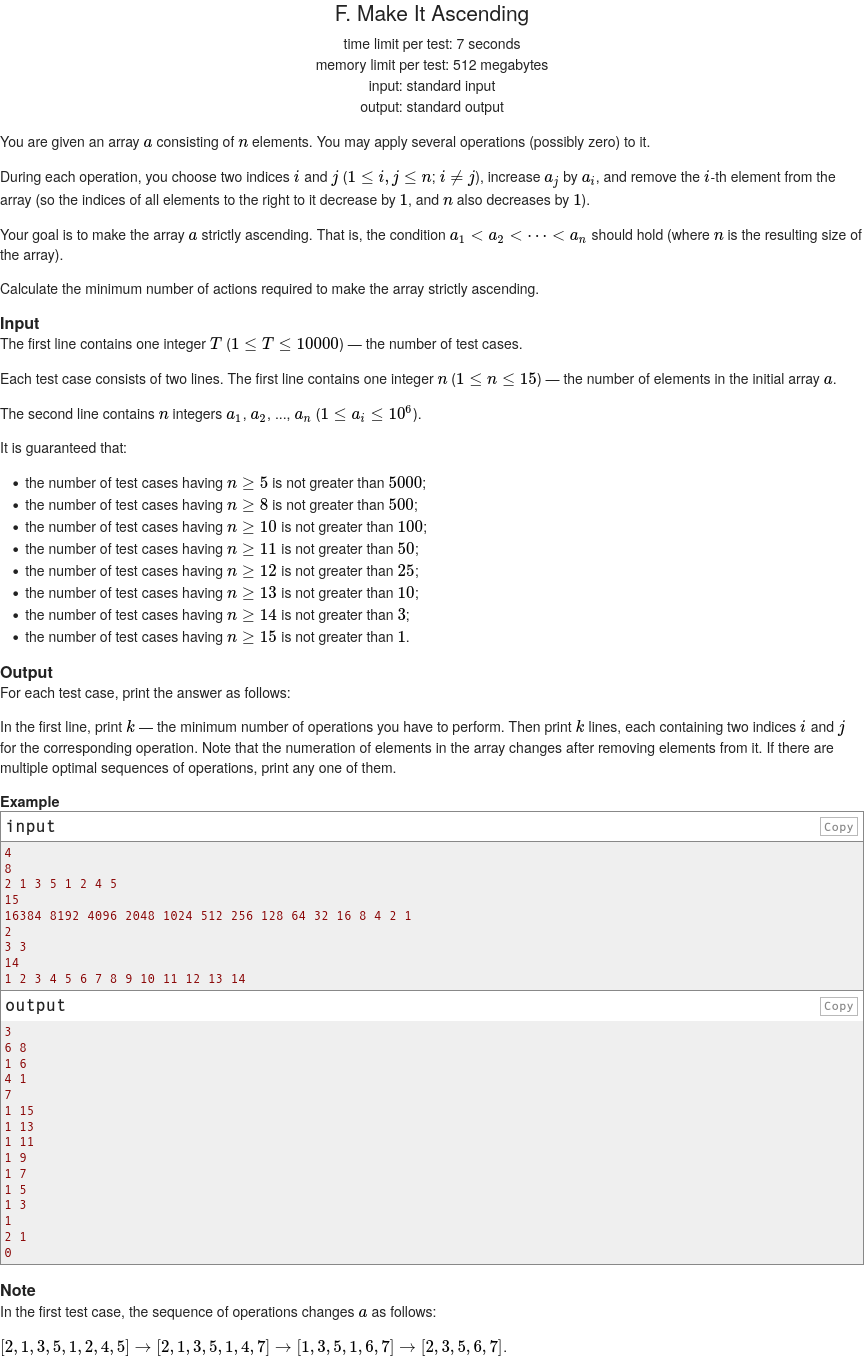 F. Make It Ascending
time limit per test: 7 seconds
memory limit per test: 512 megabytes
input: standard input
output: standard output
You are given an array a consisting of n elements. You may apply several operations (possibly zero) to it.
During each operation, you choose two indices i and j (1 ≤ i, j ≤ n; i ≠ j), increase a_j by a_i, and remove the i-th element from the
array (so the indices of all elements to the right to it decrease by 1, and n also decreases by 1).
Your goal is to make the array a strictly ascending. That is, the condition a_1 < a_2 < ⋯ < a_n should hold (where n is the resulting size of
the array).
Calculate the minimum number of actions required to make the array strictly ascending.
Input
The first line contains one integer T (1 ≤ T ≤ 10000) — the number of test cases.
Each test case consists of two lines. The first line contains one integer n (1 ≤ n ≤ 15) — the number of elements in the initial array a.
The second line contains n integers a_1, a_2, ..., a_n (1 ≤ a_i ≤ 10^6).
It is guaranteed that:
• the number of test cases having n ≥ 5 is not greater than 5000;
• the number of test cases having n ≥ 8 is not greater than 500;
• the number of test cases having n ≥ 10 is not greater than 100;
• the number of test cases having n ≥ 11 is not greater than 50;
• the number of test cases having n ≥ 12 is not greater than 25;
• the number of test cases having n ≥ 13 is not greater than 10;
• the number of test cases having n ≥ 14 is not greater than 3;
• the number of test cases having n ≥ 15 is not greater than 1.
Output
For each test case, print the answer as follows:
In the first line, print k — the minimum number of operations you have to perform. Then print k lines, each containing two indices i and j
for the corresponding operation. Note that the numeration of elements in the array changes after removing elements from it. If there are
multiple optimal sequences of operations, print any one of them.
Example
input Copy
4
8
2 1 3 5 1 2 4 5
15
16384 8192 4096 2048 1024 512 256 128 64 32 16 8 4 2 1
2
3 3
14
1 2 3 4 5 6 7 8 9 10 11 12 13 14
output Copy
3
6 8
1 6
4 1
7
1 15
1 13
1 11
1 9
1 7
1 5
1 3
1
2 1
0
Note
In the first test case, the sequence of operations changes a as follows:
[2, 1, 3, 5, 1, 2, 4, 5] → [2, 1, 3, 5, 1, 4, 7] → [1, 3, 5, 1, 6, 7] → [2, 3, 5, 6, 7].